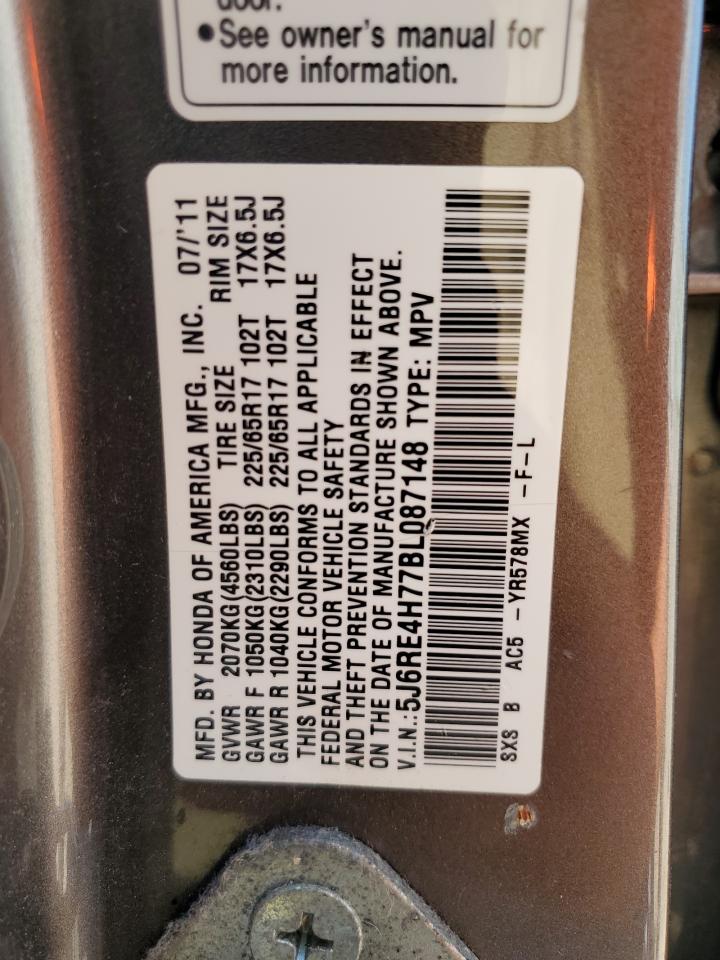 door.
•See owner's manual for
more information.
MFD. BY HONDA OF AMERICA MFG., INC. 07/'11
GVWR 2070KG(4560LBS) TIRE SIZE RIM SIZE
GAWR F 1050KG(2310LBS) 225/65R17 102T 17X6.5J
GAWR R 1040KG(2290LBS) 225/65R17 102T 17X6.5J
THIS VEHICLE CONFORMS TO ALL APPLICABLE
FEDERAL MOTOR VEHICLE SAFETY
AND THEFT PREVENTION STANDARDS IN EFFECT
ON THE DATE OF MANUFACTURE SHOWN ABOVE.
V.I.N.:5J6RE4H77BL087148 TYPE: MPV
SXS B AC5 -YR578MX -F-L